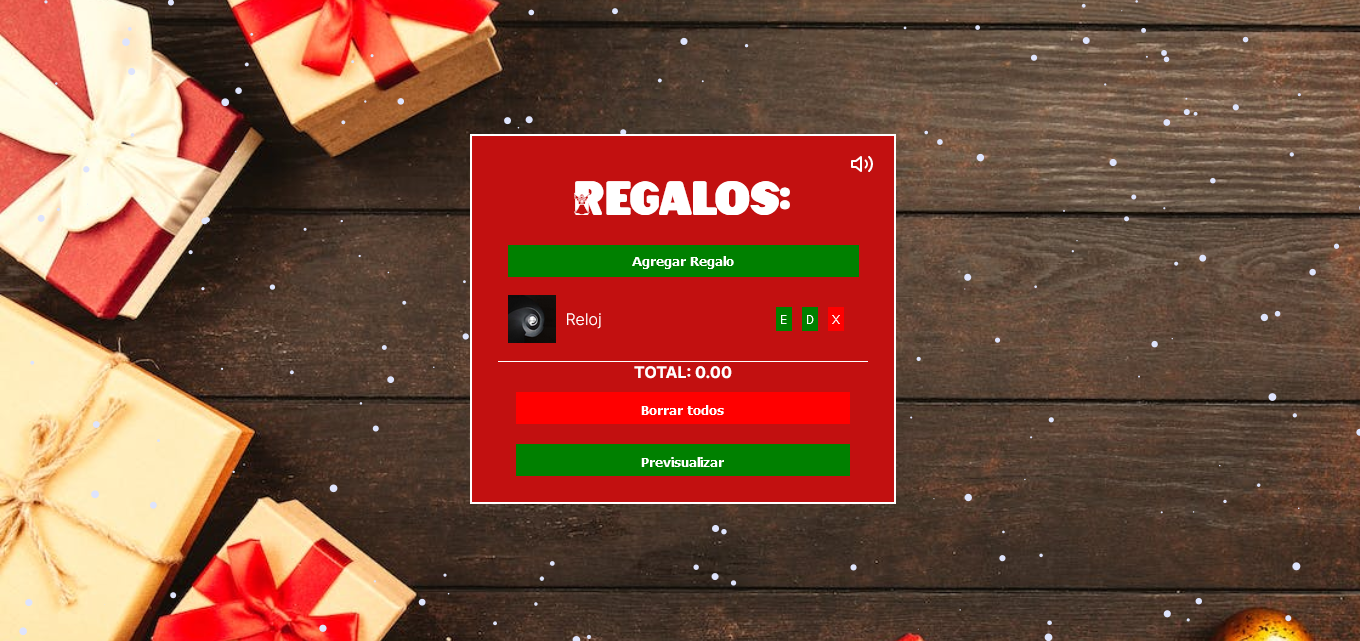 REGALOS:
Agregar Regalo
Reloj E D X
TOTAL: 0.00
Borrar todos
Previsualizar